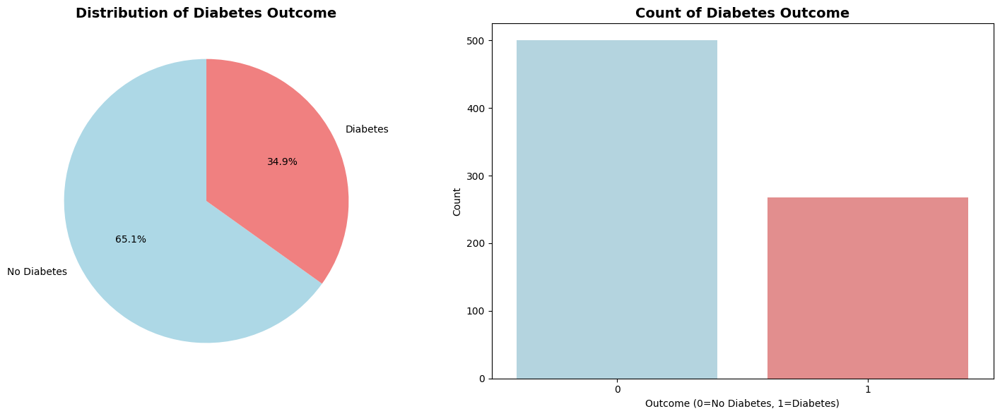 Distribution of Diabetes Outcome
Diabetes
34.9%
65.1%
No Diabetes
Count of Diabetes Outcome
500
400
300
200
100
0
Count
0
1
Outcome (0=No Diabetes, 1=Diabetes)